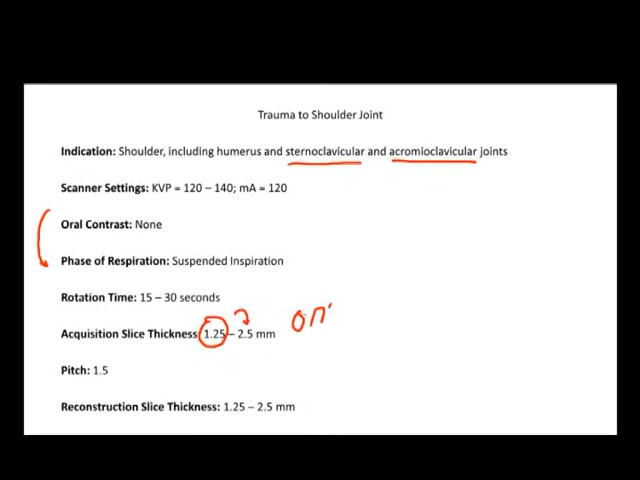 Trauma to Shoulder Joint
Indication: Shoulder, including humerus and sternoclavicular and acromioclavicular joints
Scanner Settings: KVP = 120 – 140; mA = 120
Oral Contrast: None
Phase of Respiration: Suspended Inspiration
Rotation Time: 15 – 30 seconds
Acquisition Slice Thickness: 1.25 – 2.5 mm
Pitch: 1.5
Reconstruction Slice Thickness: 1.25 – 2.5 mm